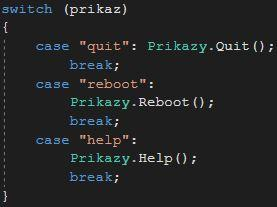 switch (prikaz)
{
    case "quit": Prikazy.Quit();
        break;
    case "reboot":
        Prikazy.Reboot();
        break;
    case "help":
        Prikazy.Help();
        break;
}